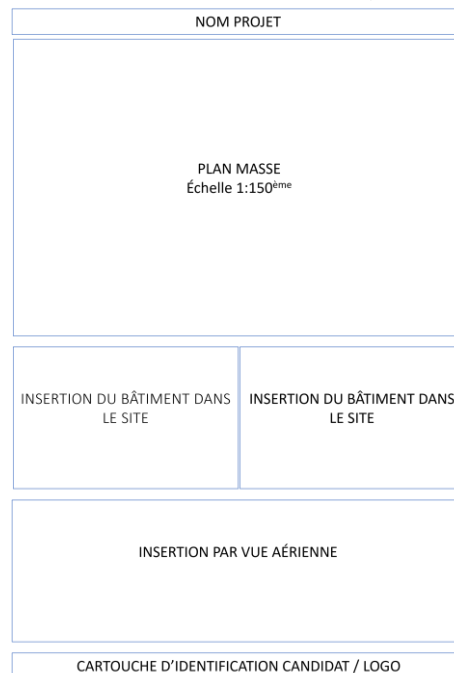 NOM PROJET
PLAN MASSE
Échelle 1:150ème
INSERTION DU BÂTIMENT DANS
LE SITE
INSERTION DU BÂTIMENT DANS
LE SITE
INSERTION PAR VUE AÉRIENNE
CARTOUCHE D’IDENTIFICATION CANDIDAT / LOGO